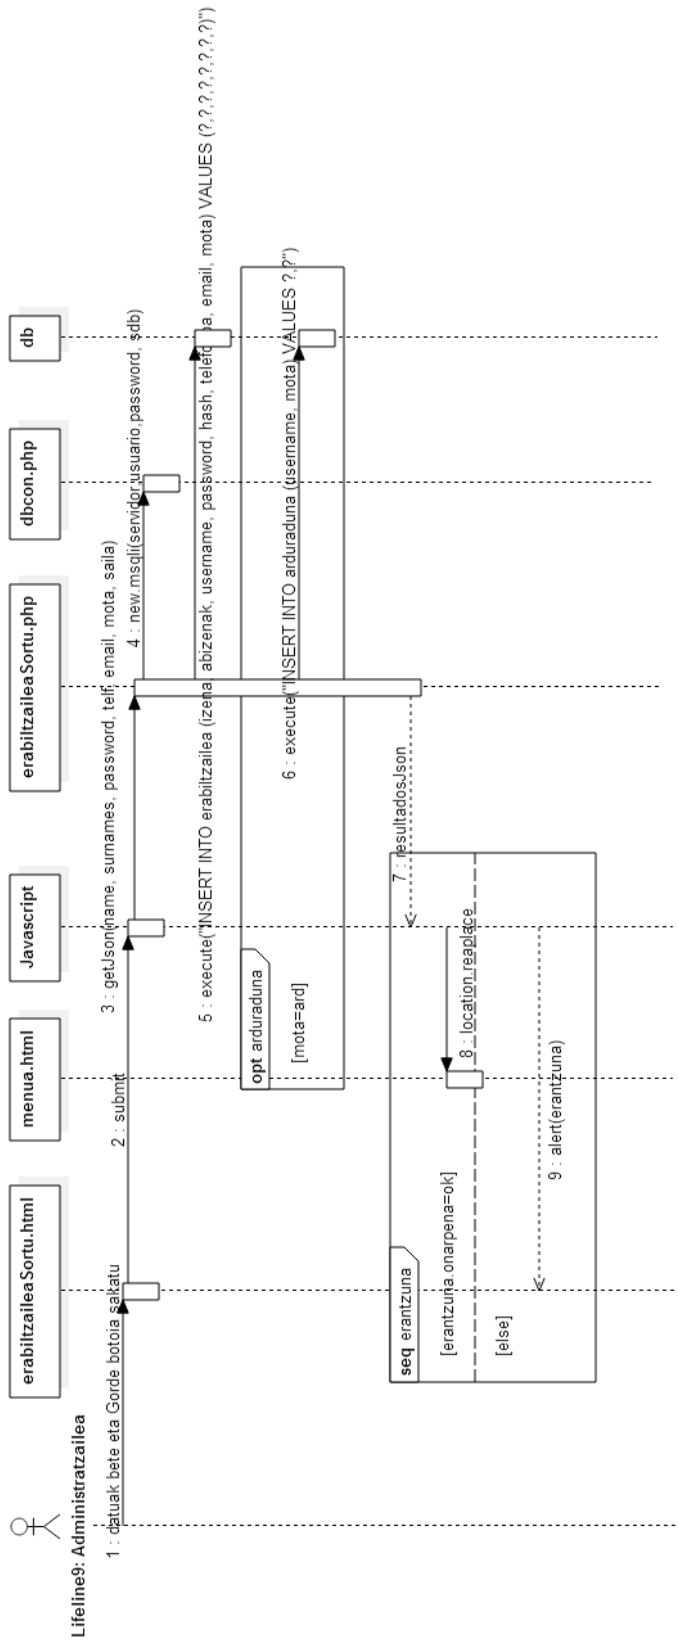 Lifeline9: Administratzailea
erabiltzaileaSortu.html
menua.html
Javascript
erabiltzaileaSortu.php
dbcon.php
db
1 : datuak bete eta Gorde botoia sakatu
2 : submit
3 : getJson(name, surnames, password, telf, email, mota, saila)
4 : new.msqli(servidor,usuario,password, sdb)
5 : execute("INSERT INTO erabiltzailea (izena, abizenak, username, password, hash, telefonoa, email, mota) VALUES (?,?,?,?,?,?,?,?)")
opt arduraduna
[mota=ard]
6 : execute("INSERT INTO arduraduna (username, mota) VALUES ?,?")
7 : resultadosJson
seq erantzuna
[erantzuna.onarpena=ok]
8 : location.reaplace
[else]
9 : alert(erantzuna)